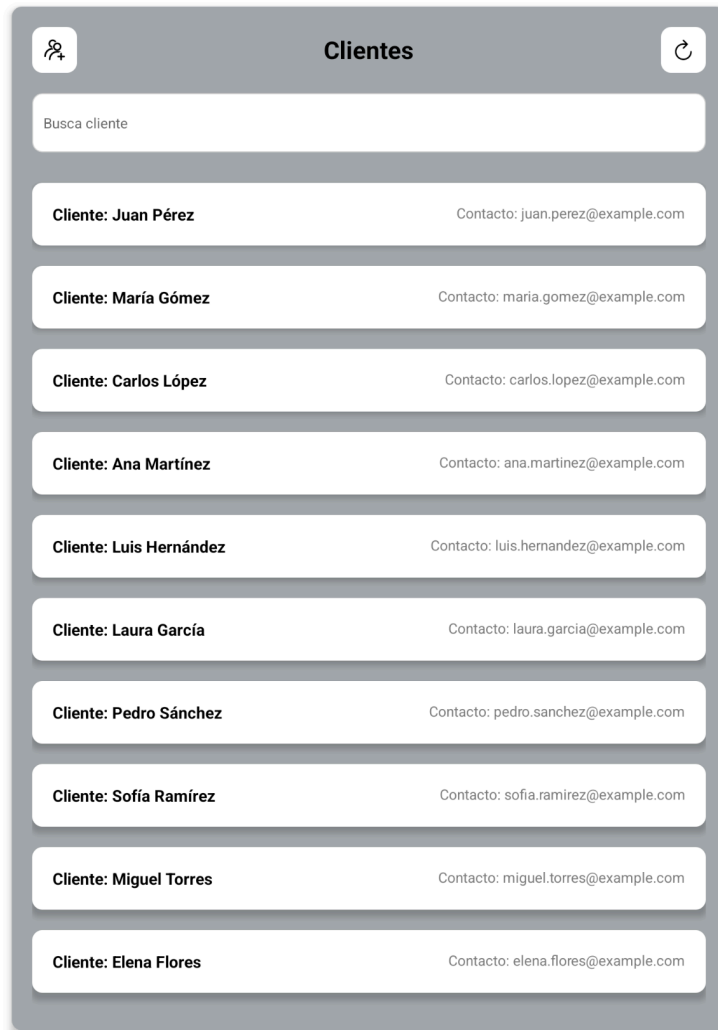 Clientes
Busca cliente
Cliente: Juan Pérez Contacto: juan.perez@example.com
Cliente: María Gómez Contacto: maria.gomez@example.com
Cliente: Carlos López Contacto: carlos.lopez@example.com
Cliente: Ana Martínez Contacto: ana.martinez@example.com
Cliente: Luis Hernández Contacto: luis.hernandez@example.com
Cliente: Laura García Contacto: laura.garcia@example.com
Cliente: Pedro Sánchez Contacto: pedro.sanchez@example.com
Cliente: Sofía Ramírez Contacto: sofia.ramirez@example.com
Cliente: Miguel Torres Contacto: miguel.torres@example.com
Cliente: Elena Flores Contacto: elena.flores@example.com